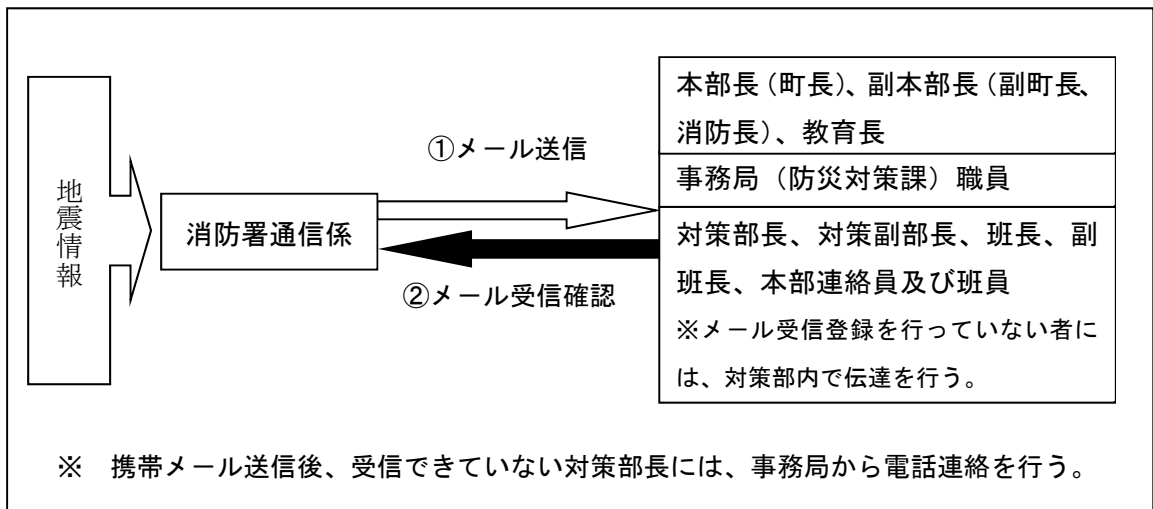 地震情報
消防署通信係
①メール送信
②メール受信確認
本部長（町長）、副本部長（副町長、
消防長）、教育長
事務局（防災対策課）職員
対策部長、対策副部長、班長、副
班長、本部連絡員及び班員
※メール受信登録を行っていない者に
は、対策部内で伝達を行う。
※　携帯メール送信後、受信できていない対策部長には、事務局から電話連絡を行う。